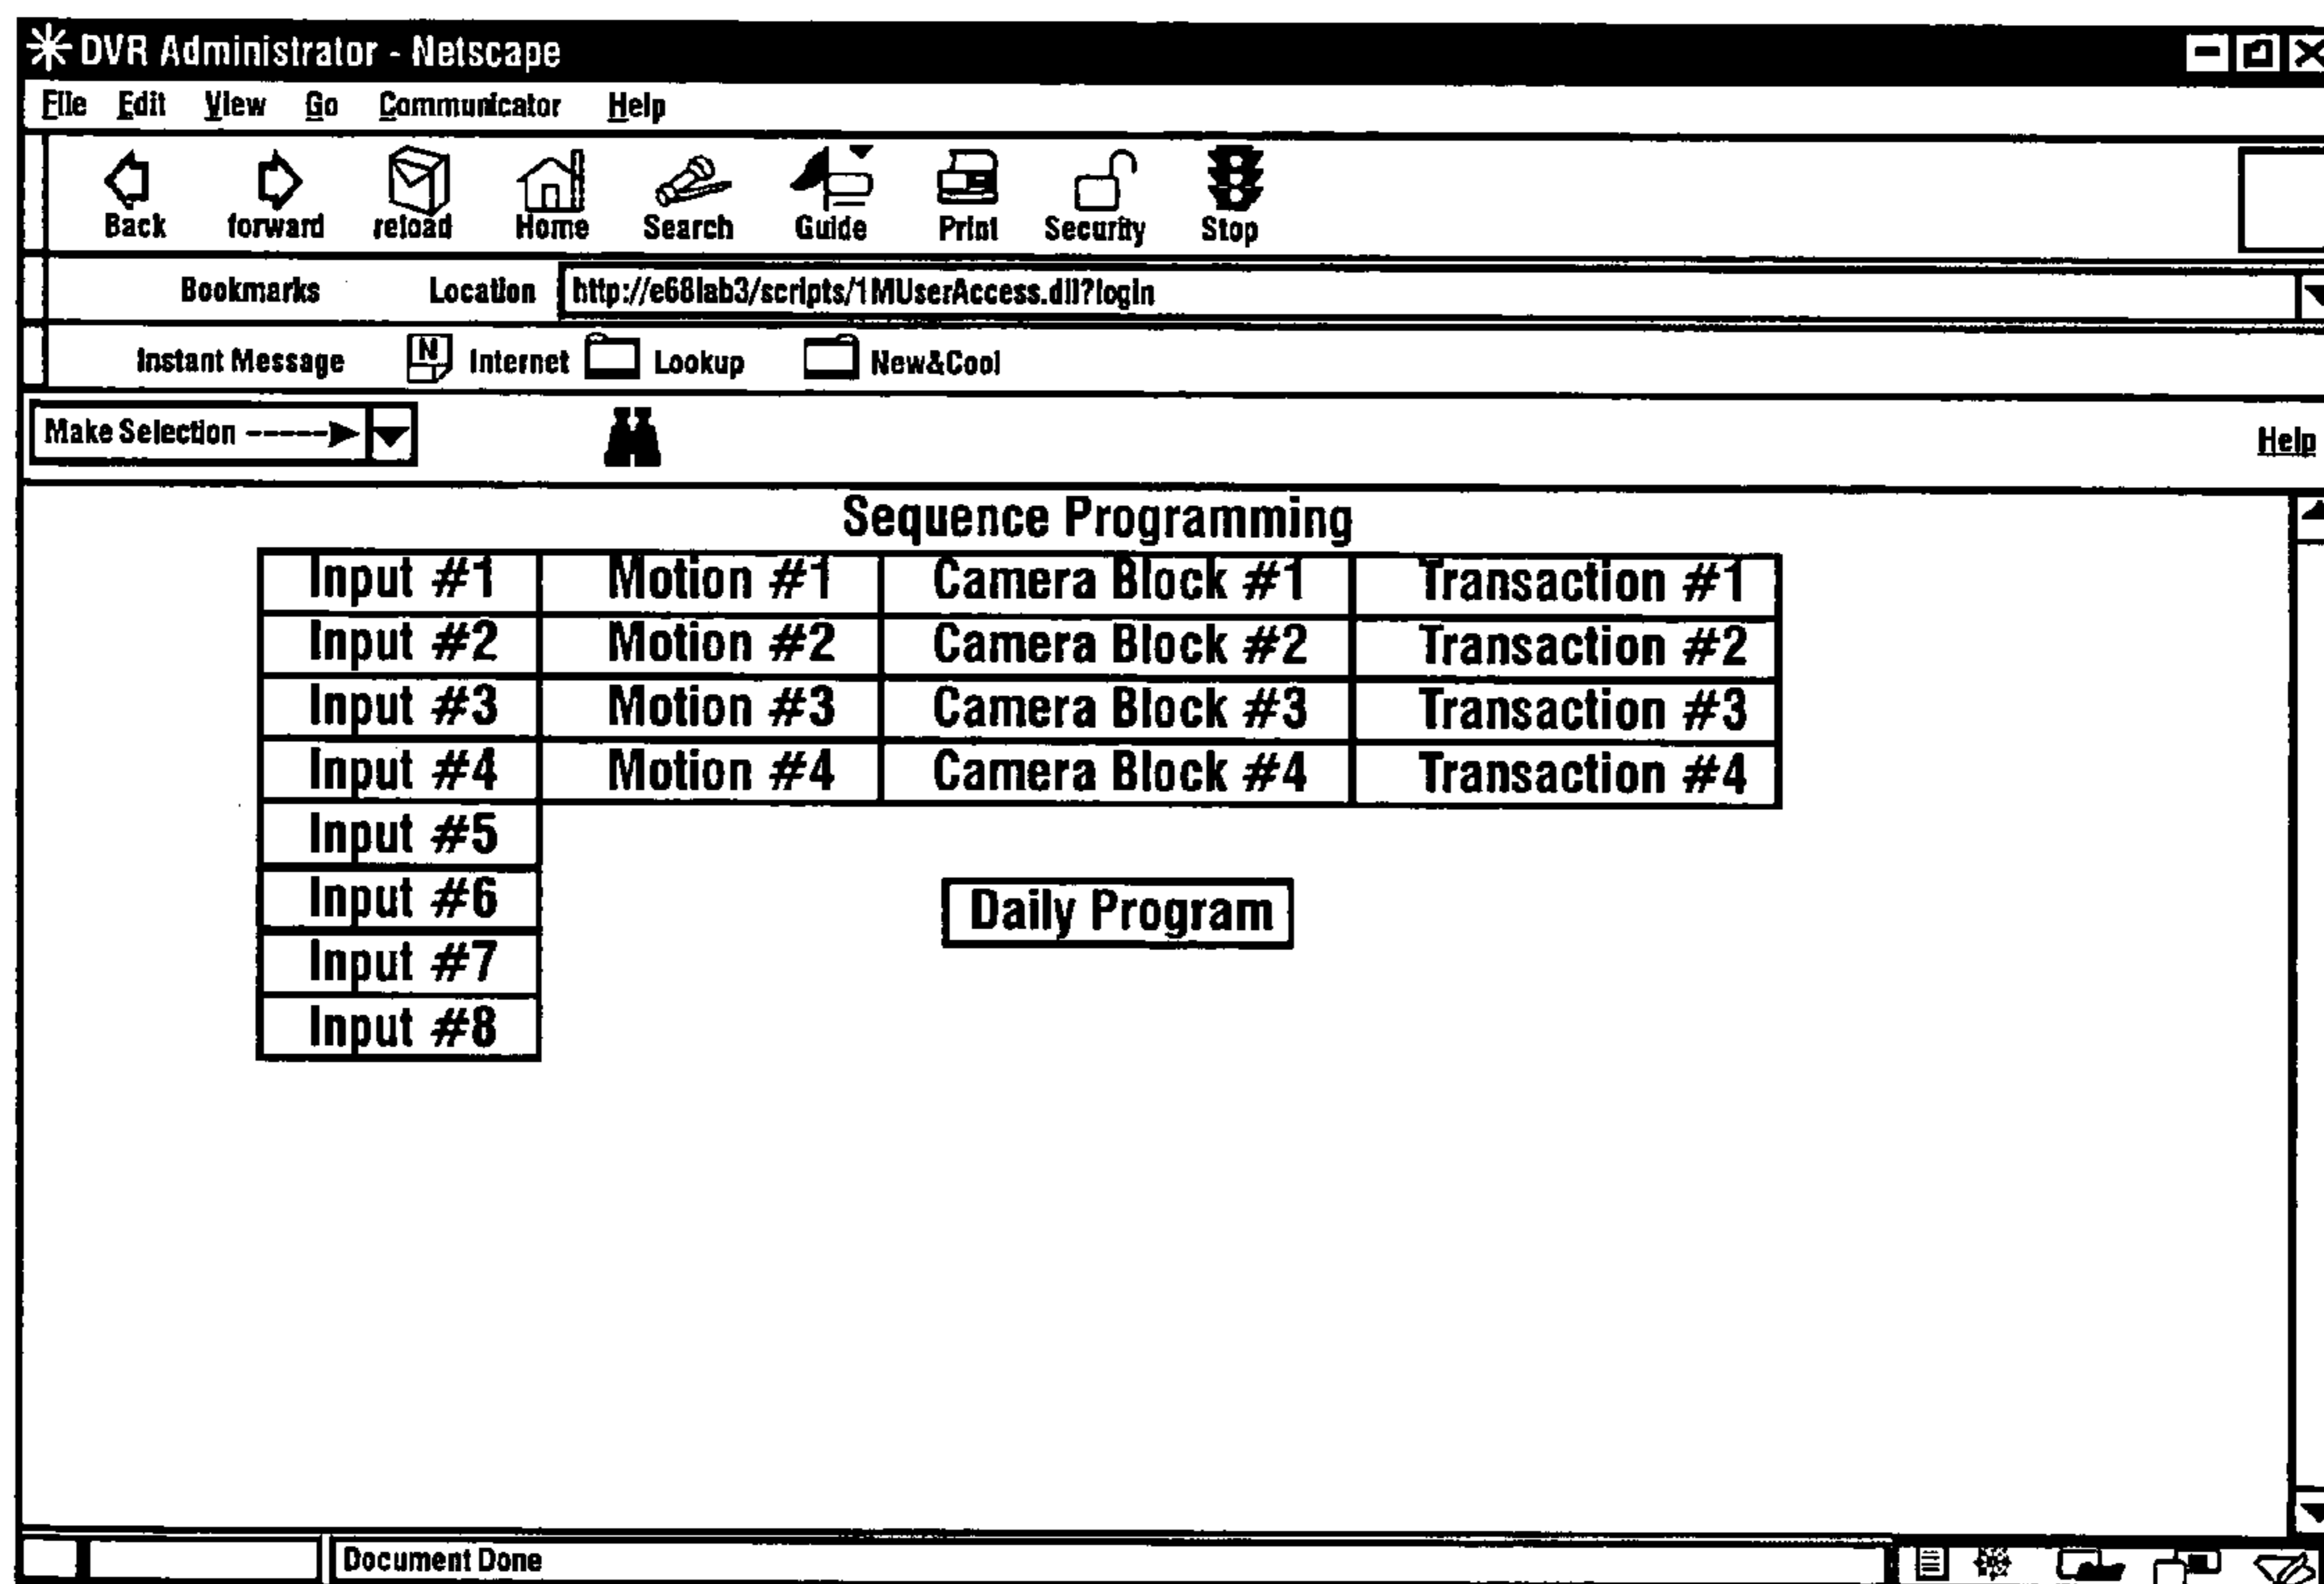 DVR Administrator - Netscape
File Edit View Go Communicator Help
Back forward reload Home Search Guide Print Security Stop
Bookmarks Location http://e68lab3/scripts/1MUserAccess.dll?login
Instant Message N Internet Lookup New&Cool
Make Selection ----- Help
Sequence Programming
Input #1 Motion #1 Camera Block #1 Transaction #1
Input #2 Motion #2 Camera Block #2 Transaction #2
Input #3 Motion #3 Camera Block #3 Transaction #3
Input #4 Motion #4 Camera Block #4 Transaction #4
Input #5
Input #6 Daily Program
Input #7
Input #8
Document Done